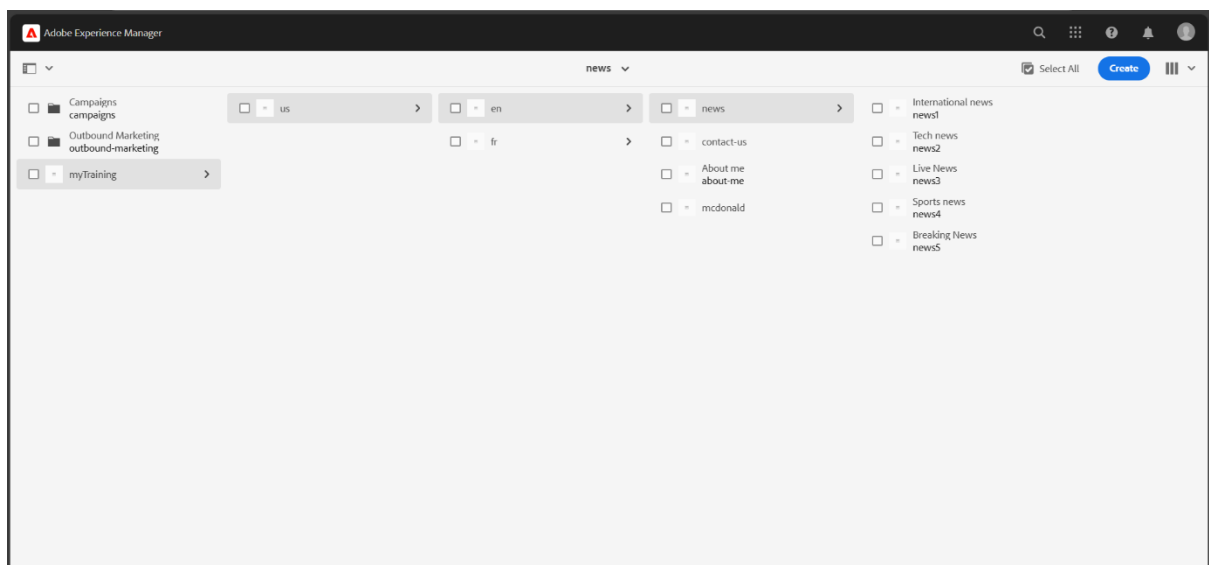 Adobe Experience Manager
news
Select All
Create
Campaigns
campaigns
Outbound Marketing
outbound-marketing
myTraining
us
en
fr
news
contact-us
About me
about-me
mcdonald
International news
news1
Tech news
news2
Live News
news3
Sports news
news4
Breaking News
news5